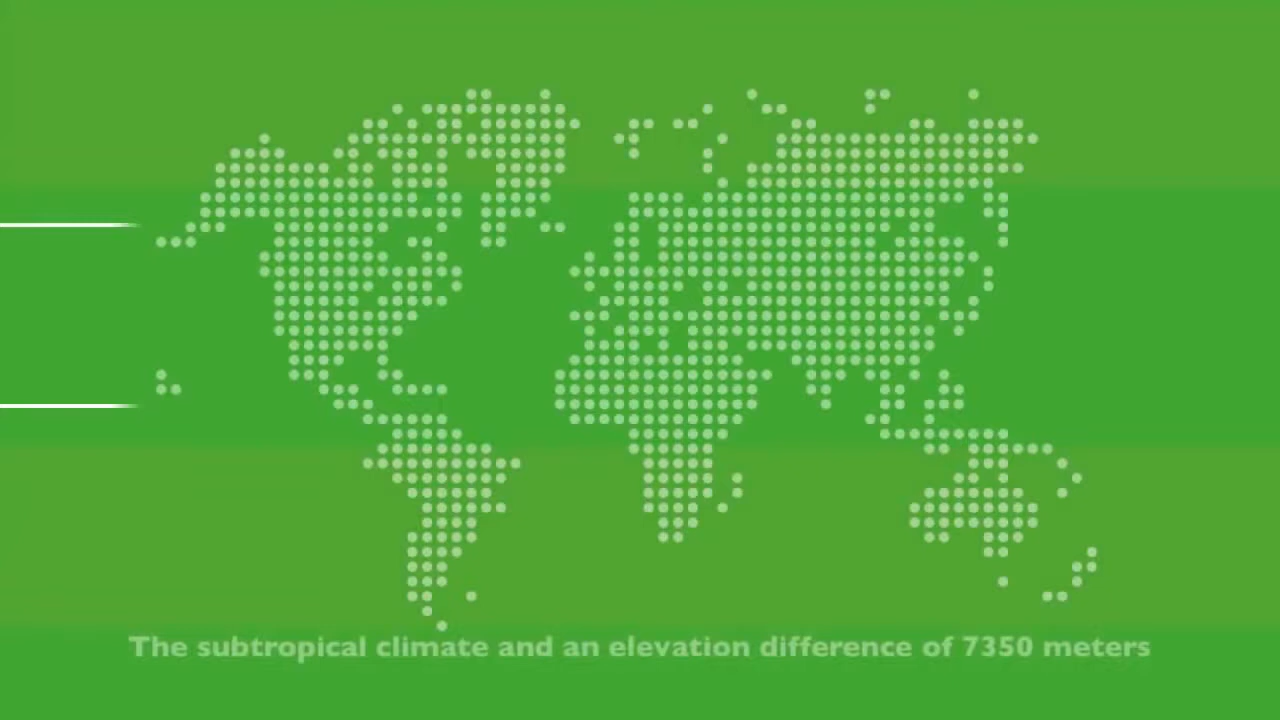 The subtropical climate and an elevation difference of 7350 meters